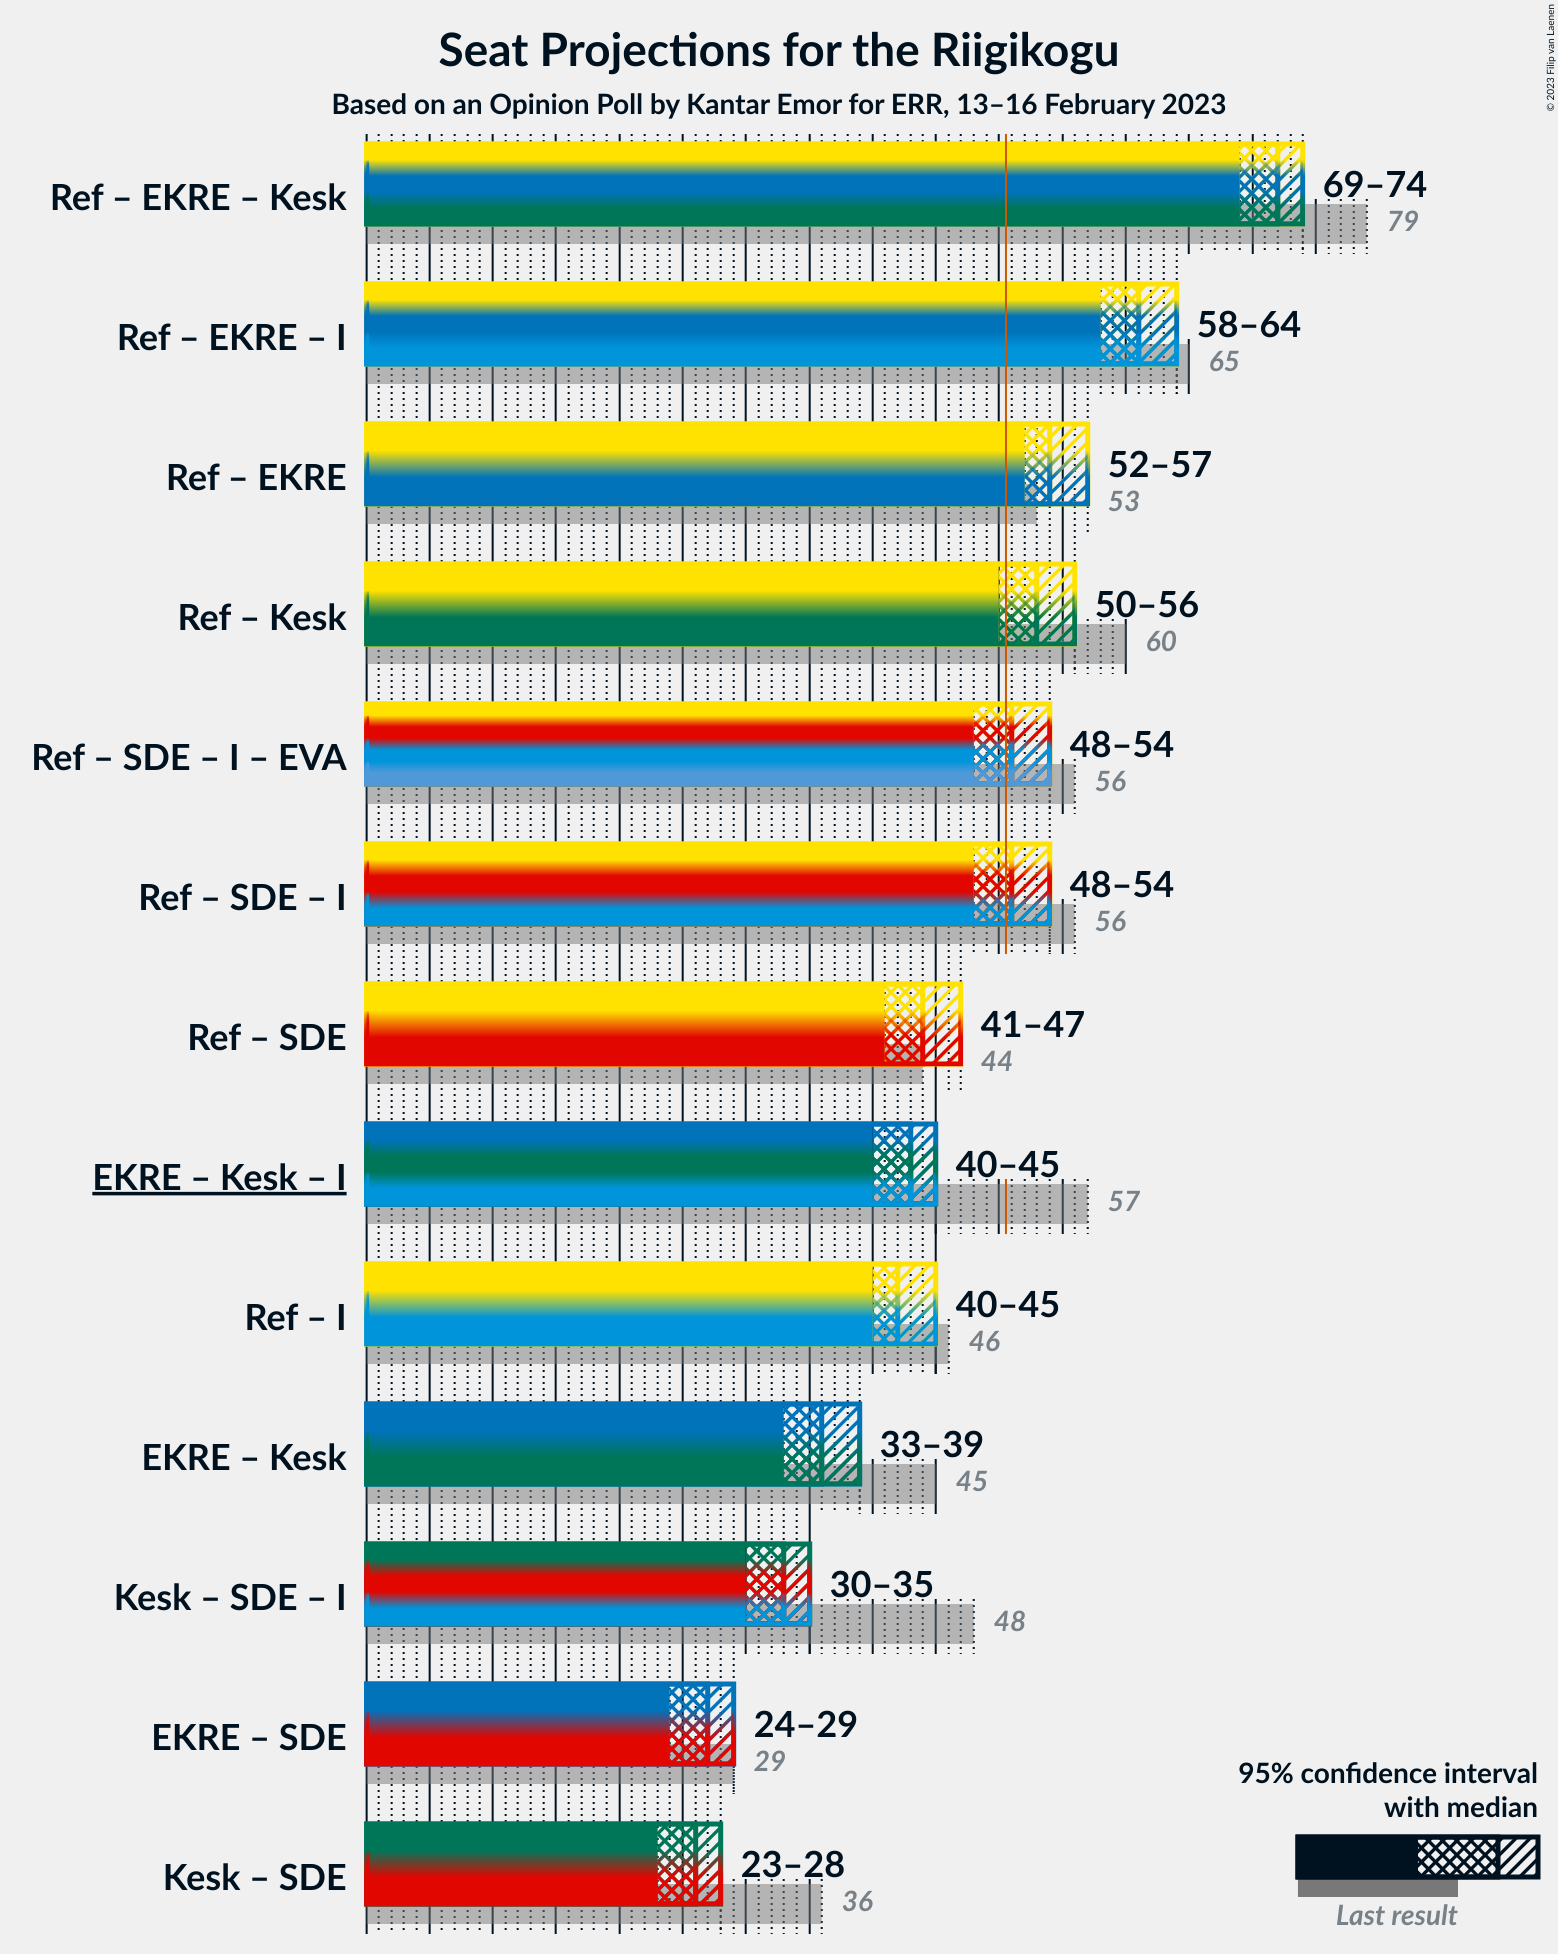 Seat Projections for the Riigikogu
Based on an Opinion Poll by Kantar Emor for ERR, 13–16 February 2023
© 2023 Filip van Laenen
Ref – EKRE – Kesk
69–74
79
Ref – EKRE – I
58–64
65
Ref – EKRE
52–57
53
Ref – Kesk
50–56
60
Ref – SDE – I – EVA
48–54
56
Ref – SDE – I
48–54
56
Ref – SDE
41–47
44
EKRE – Kesk – I
40–45
57
Ref – I
40–45
46
EKRE – Kesk
33–39
45
Kesk – SDE – I
30–35
48
EKRE – SDE
24–29
29
Kesk – SDE
23–28
36
95% confidence interval
with median
Last result